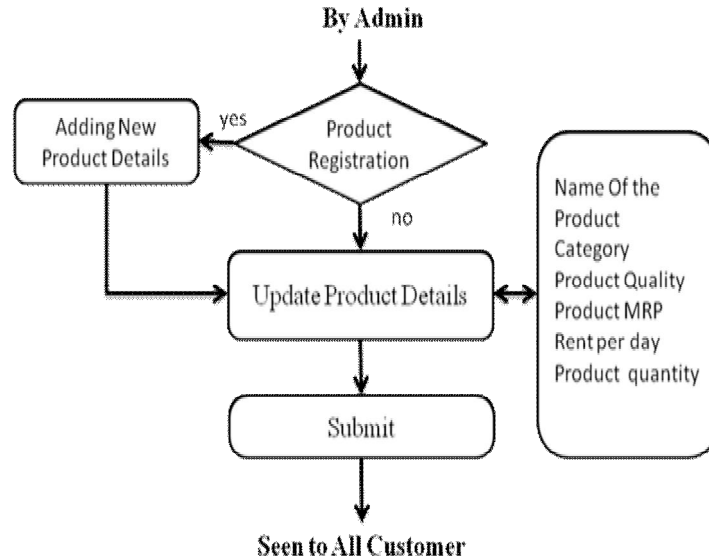 By Admin
yes
Adding New
Product Details
Product
Registration
no
Update Product Details
Name Of the
Product
Category
Product Quality
Product MRP
Rent per day
Product quantity
Submit
Seen to All Customer